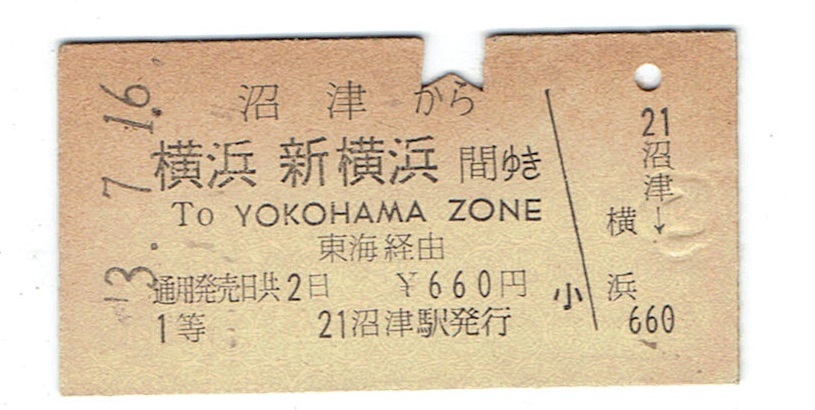 43. 7. 16.
沼津から
横浜 新横浜 間ゆき
To YOKOHAMA ZONE
東海経由
通用発売日共2日 ￥660円
1等 21沼津駅発行
小
21
沼津→
横浜
660